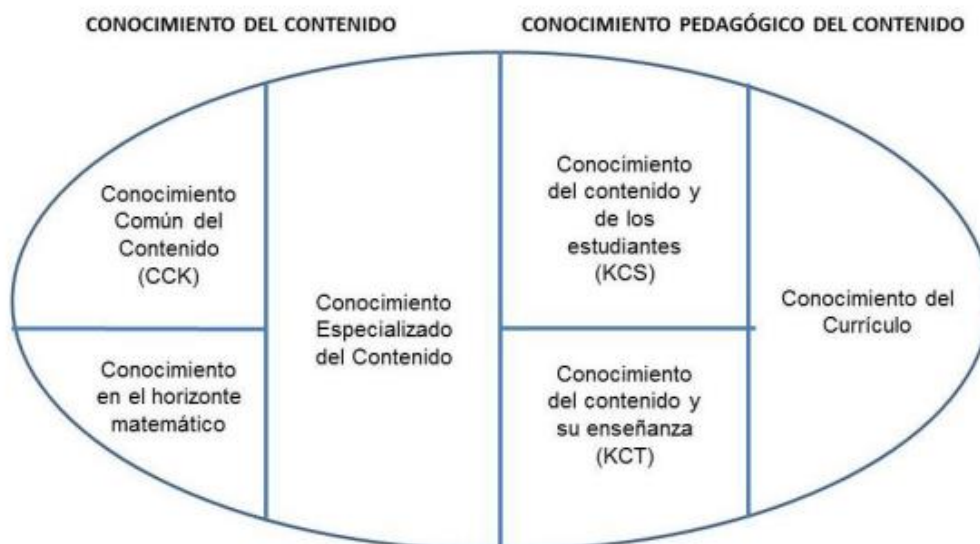 CONOCIMIENTO DEL CONTENIDO
CONOCIMIENTO PEDAGÓGICO DEL CONTENIDO
Conocimiento
Común del
Contenido
(CCK)
Conocimiento
en el horizonte
matemático
Conocimiento
Especializado
del Contenido
Conocimiento
del contenido y
de los
estudiantes
(KCS)
Conocimiento
del contenido y
su enseñanza
(KCT)
Conocimiento del
Currículo